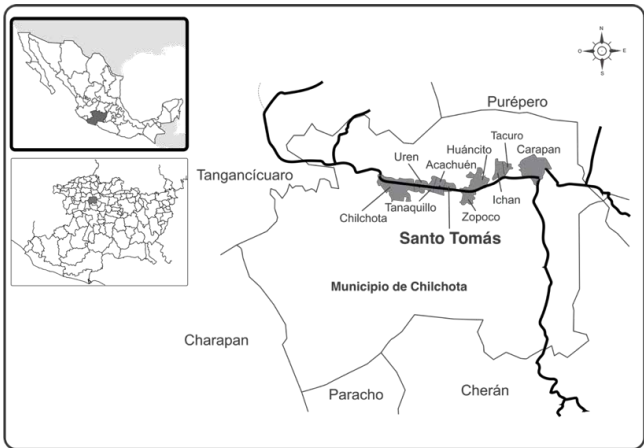 N
O E
S
Purépero
Tacuro
Huáncito Carapan
Uren
Acachuén
Tangancícuaro
Ichan
Tanaquillo
Chilchota Zopoco
Santo Tomás
Municipio de Chilchota
Charapan
Paracho Cherán